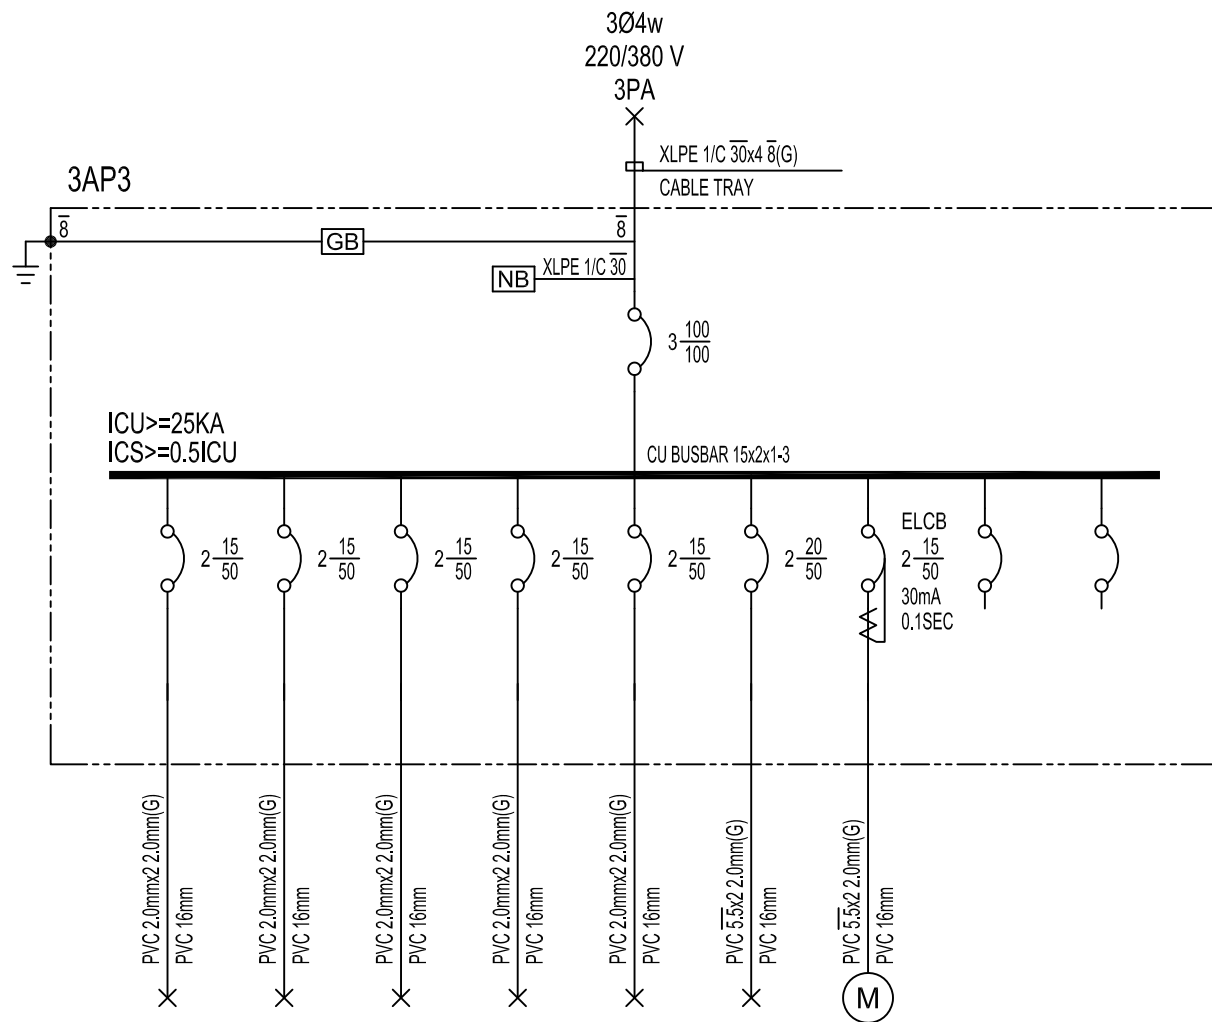 3Ø4w
220/380 V
3PA
XLPE 1/C 30x4 8(G)
CABLE TRAY
3AP3
8
8
GB
XLPE 1/C 30
NB
3 100/100
ICU>=25KA
ICS>=0.5ICU
CU BUSBAR 15x2x1-3
2 15/50
2 15/50
2 15/50
2 15/50
2 15/50
2 20/50
ELCB
2 15/50
30mA
0.1SEC
PVC 2.0mmx2 2.0mm(G)
PVC 16mm
PVC 2.0mmx2 2.0mm(G)
PVC 16mm
PVC 2.0mmx2 2.0mm(G)
PVC 16mm
PVC 2.0mmx2 2.0mm(G)
PVC 16mm
PVC 2.0mmx2 2.0mm(G)
PVC 16mm
PVC 5.5x2 2.0mm(G)
PVC 16mm
PVC 5.5x2 2.0mm(G)
PVC 16mm
M